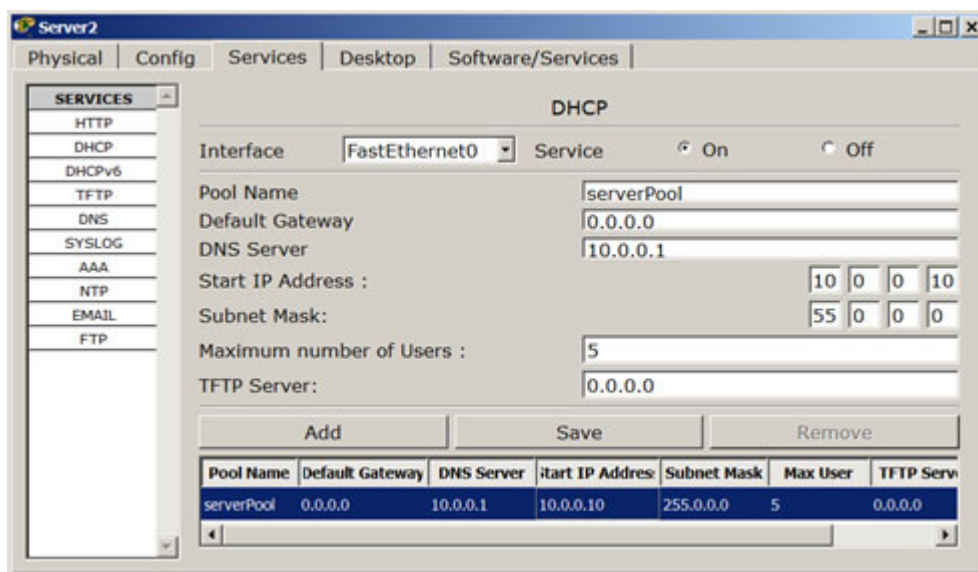 Server2
Physical Config Services Desktop Software/Services
SERVICES
HTTP
DHCP
DHCPv6
TFTP
DNS
SYSLOG
AAA
NTP
EMAIL
FTP
DHCP
Interface FastEthernet0 Service On Off
Pool Name serverPool
Default Gateway 0.0.0.0
DNS Server 10.0.0.1
Start IP Address : 10 0 0 10
Subnet Mask: 55 0 0 0
Maximum number of Users : 5
TFTP Server: 0.0.0.0
Add Save Remove
Pool Name Default Gateway DNS Server tart IP Addres Subnet Mask Max User TFTP Serv
serverPool 0.0.0.0 10.0.0.1 10.0.0.10 255.0.0.0 5 0.0.0.0